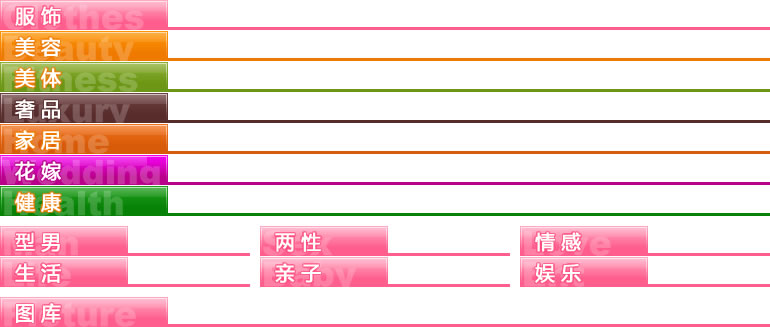 服饰 Clothes
美容 Beauty
美体 Fitness
奢品 Luxury
家居 Home
花嫁 Wedding
健康 Health
型男 Man 两性 Sex 情感 Love
生活 Life 亲子 Baby 娱乐
图库 Picture